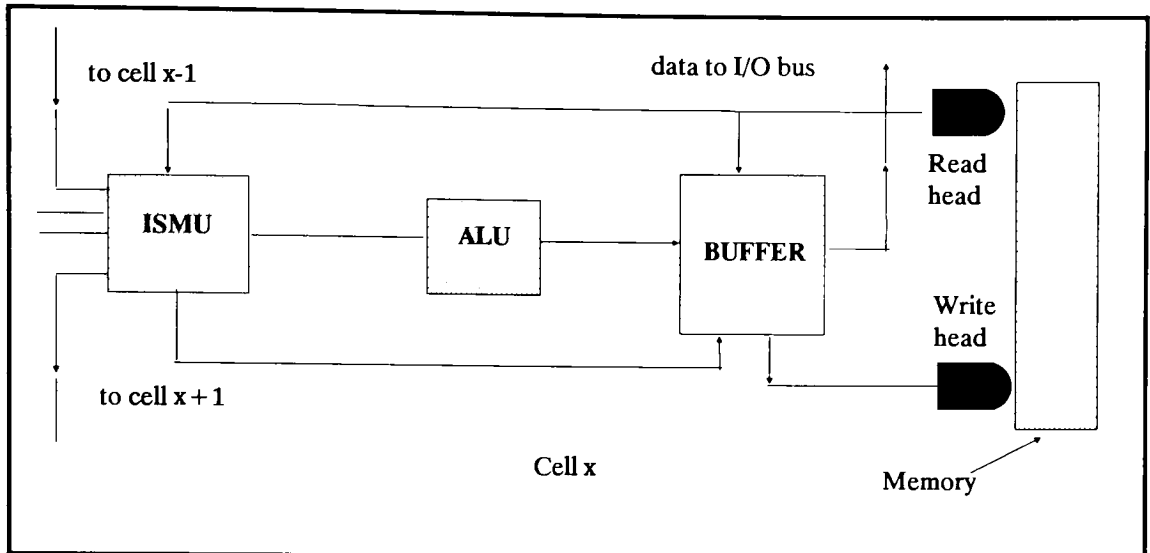 to cell x-1
data to I/O bus
Read
head
ISMU
ALU
BUFFER
Write
head
to cell x+1
Cell x
Memory